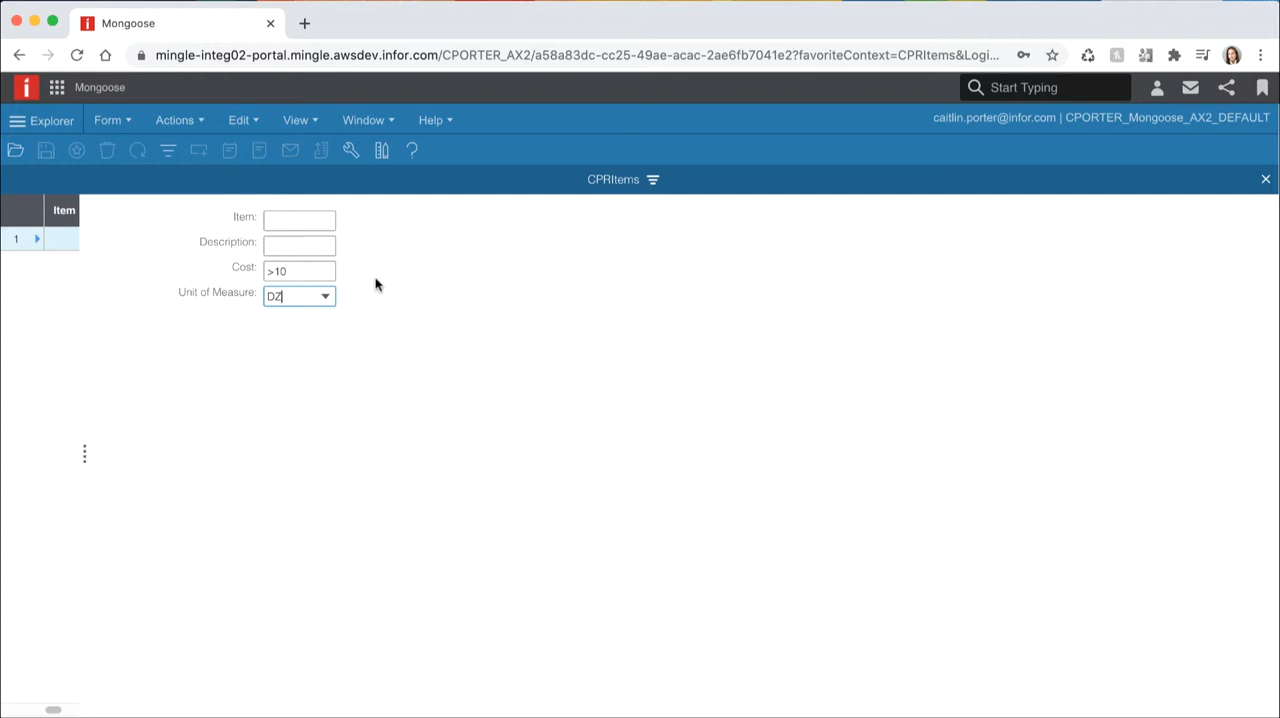 Mongoose
mingle-integ02-portal.mingle.awsdev.infor.com/CPORTER_AX2/a58a83dc-cc25-49ae-acac-2ae6fb7041e2?favoriteContext=CPRItems&Logi...
Mongoose
Start Typing
Explorer Form Actions Edit View Window Help
caitlin.porter@infor.com | CPORTER_Mongoose_AX2_DEFAULT
CPRItems
Item
1
Item:
Description:
Cost: >10
Unit of Measure: DZ